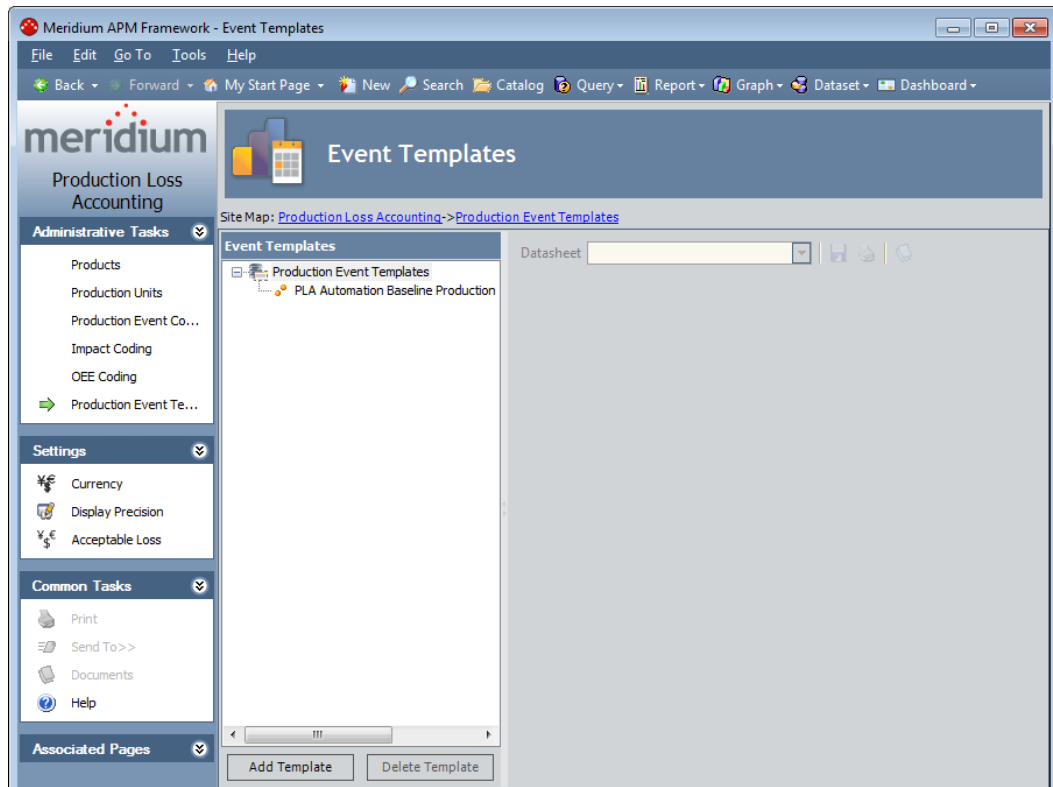 Meridium APM Framework - Event Templates
File Edit Go To Tools Help
Back Forward My Start Page New Search Catalog Query Report Graph Dataset Dashboard
meridium
Production Loss
Accounting
Event Templates
Site Map: Production Loss Accounting->Production Event Templates
Administrative Tasks
Products
Production Units
Production Event Co...
Impact Coding
OEE Coding
Production Event Te...
Settings
Currency
Display Precision
Acceptable Loss
Common Tasks
Print
Send To>>
Documents
Help
Associated Pages
Event Templates
Production Event Templates
PLA Automation Baseline Production
Add Template Delete Template
Datasheet